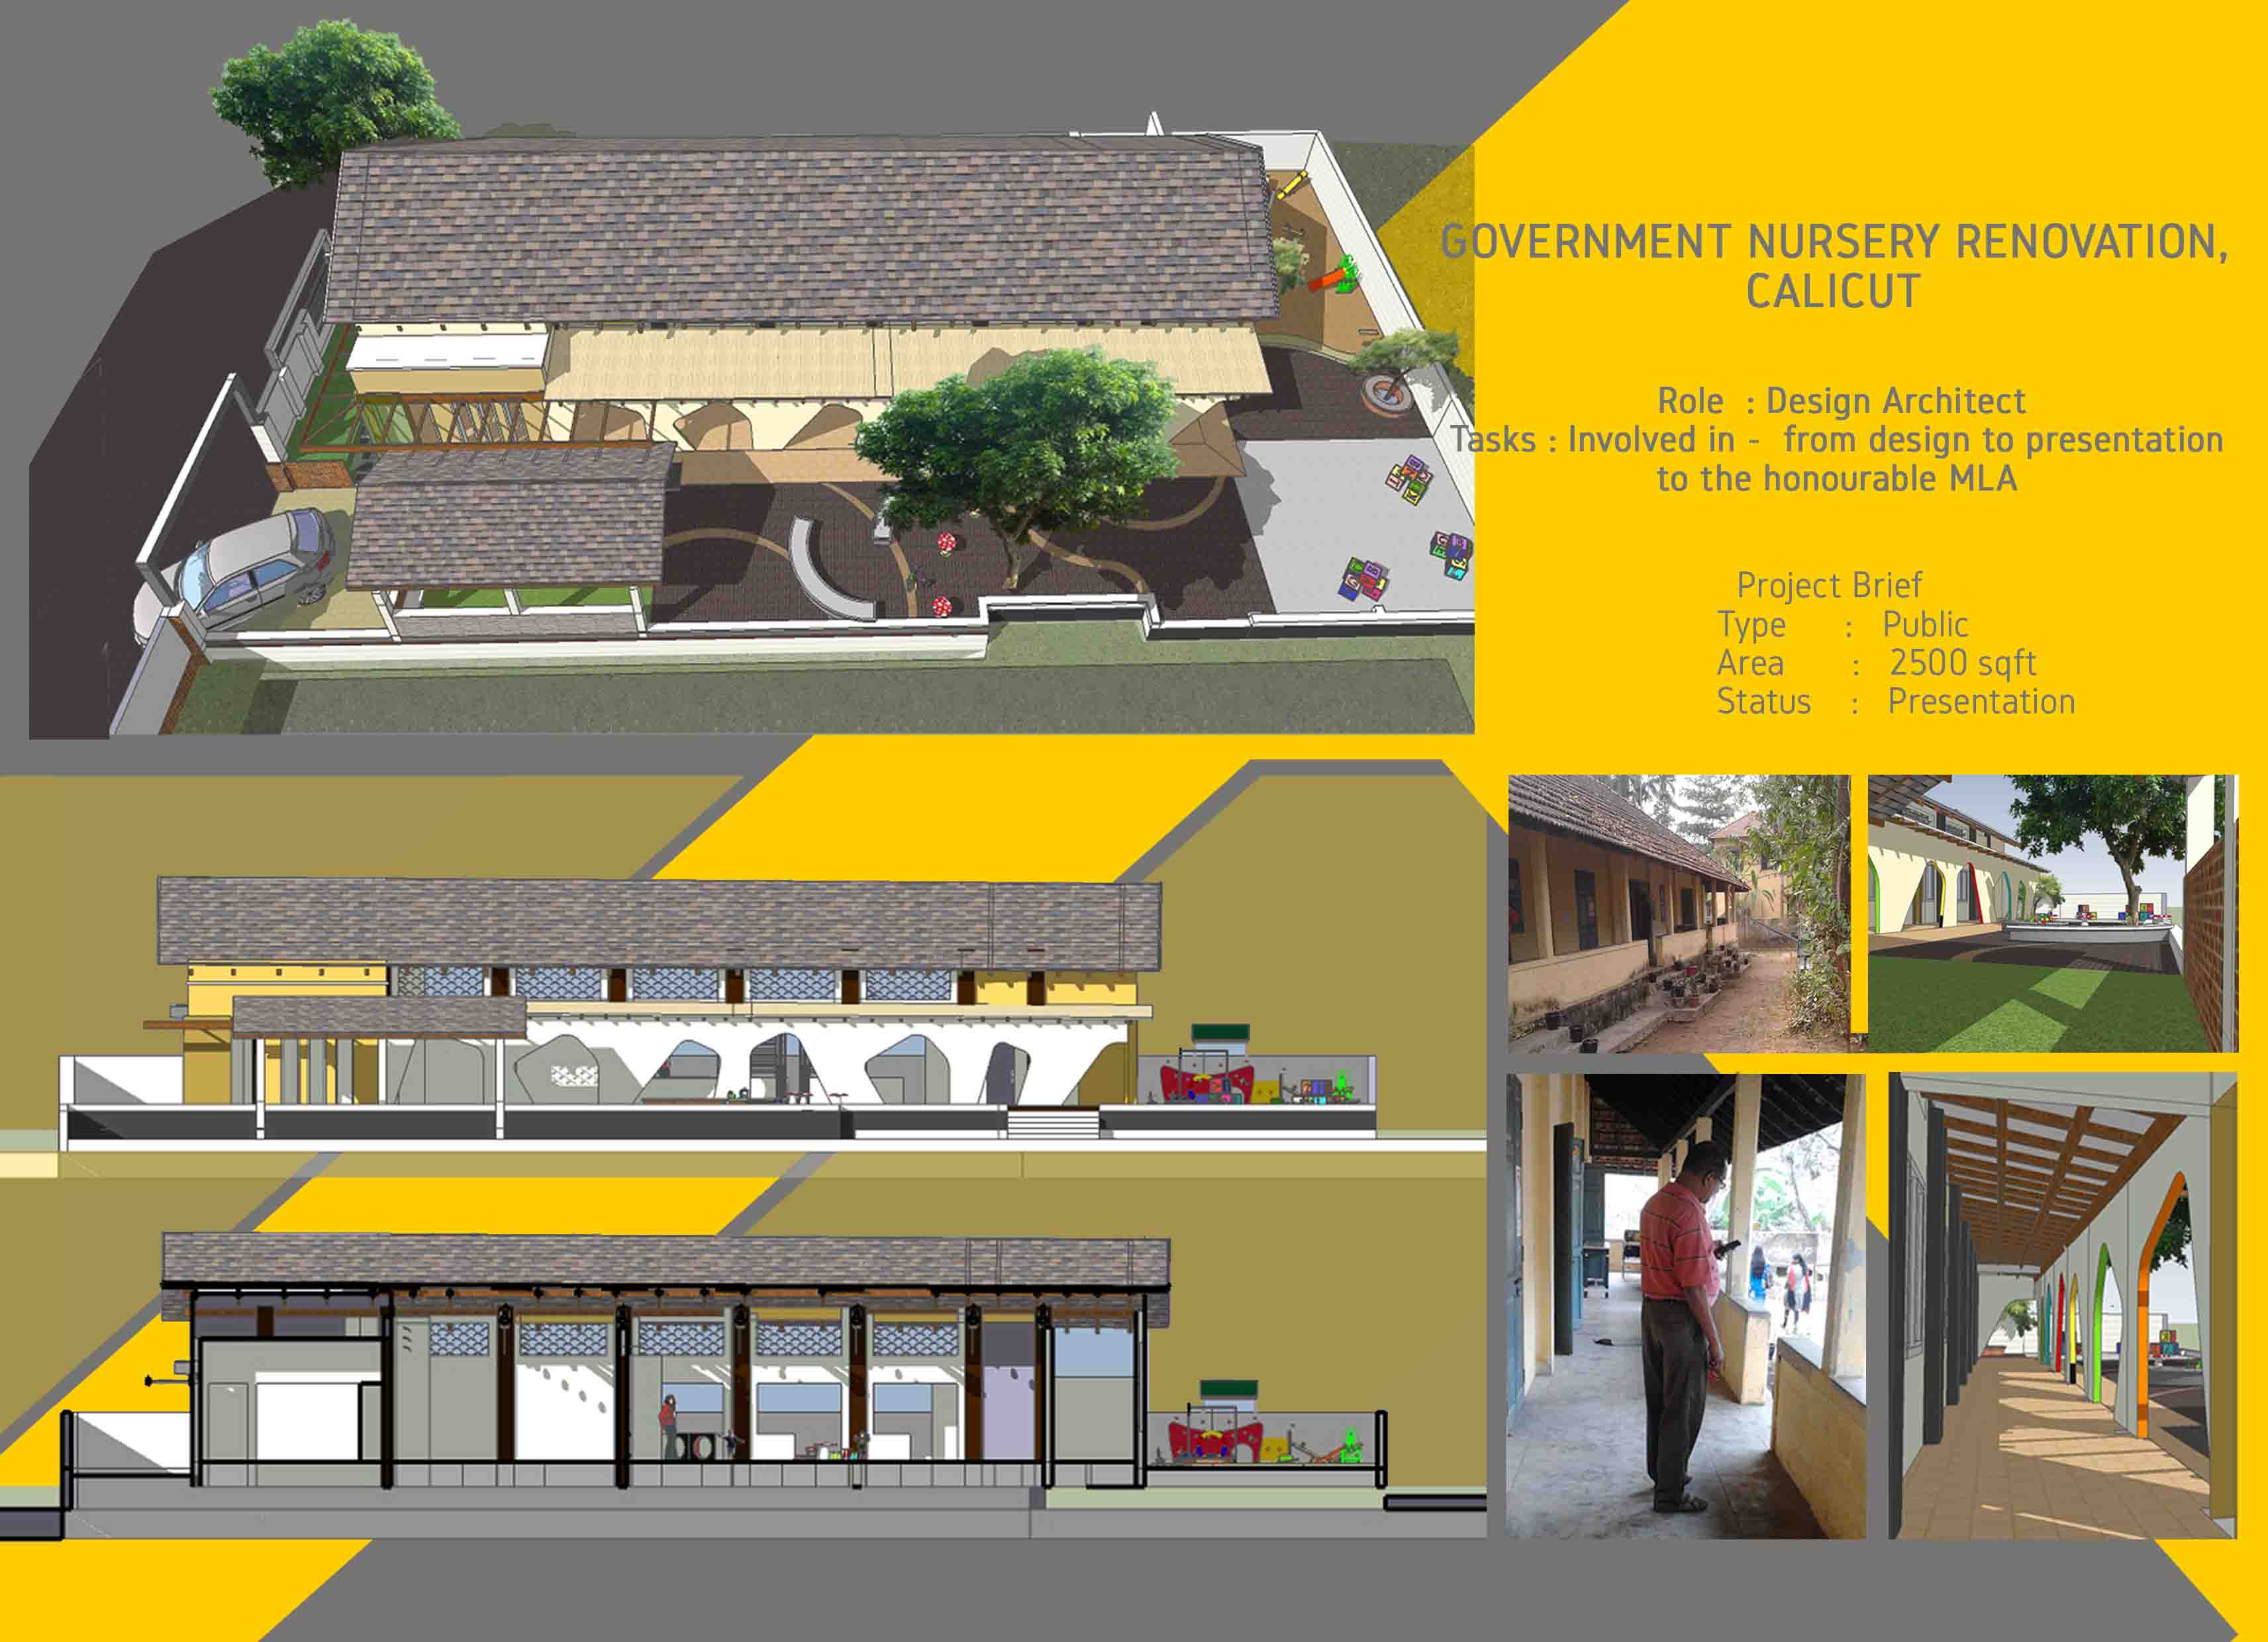 GOVERNMENT NURSERY RENOVATION,
CALICUT
Role : Design Architect
Tasks : Involved in - from design to presentation
to the honourable MLA
Project Brief
Type : Public
Area : 2500 sqft
Status : Presentation